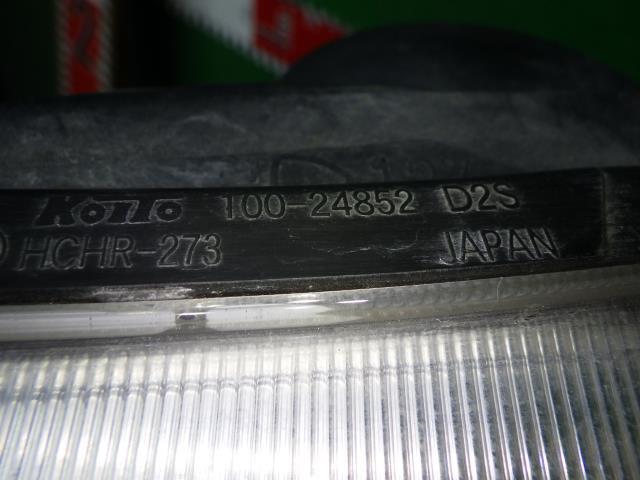 KOITO 100-24852 D2S
HCHR-273 JAPAN